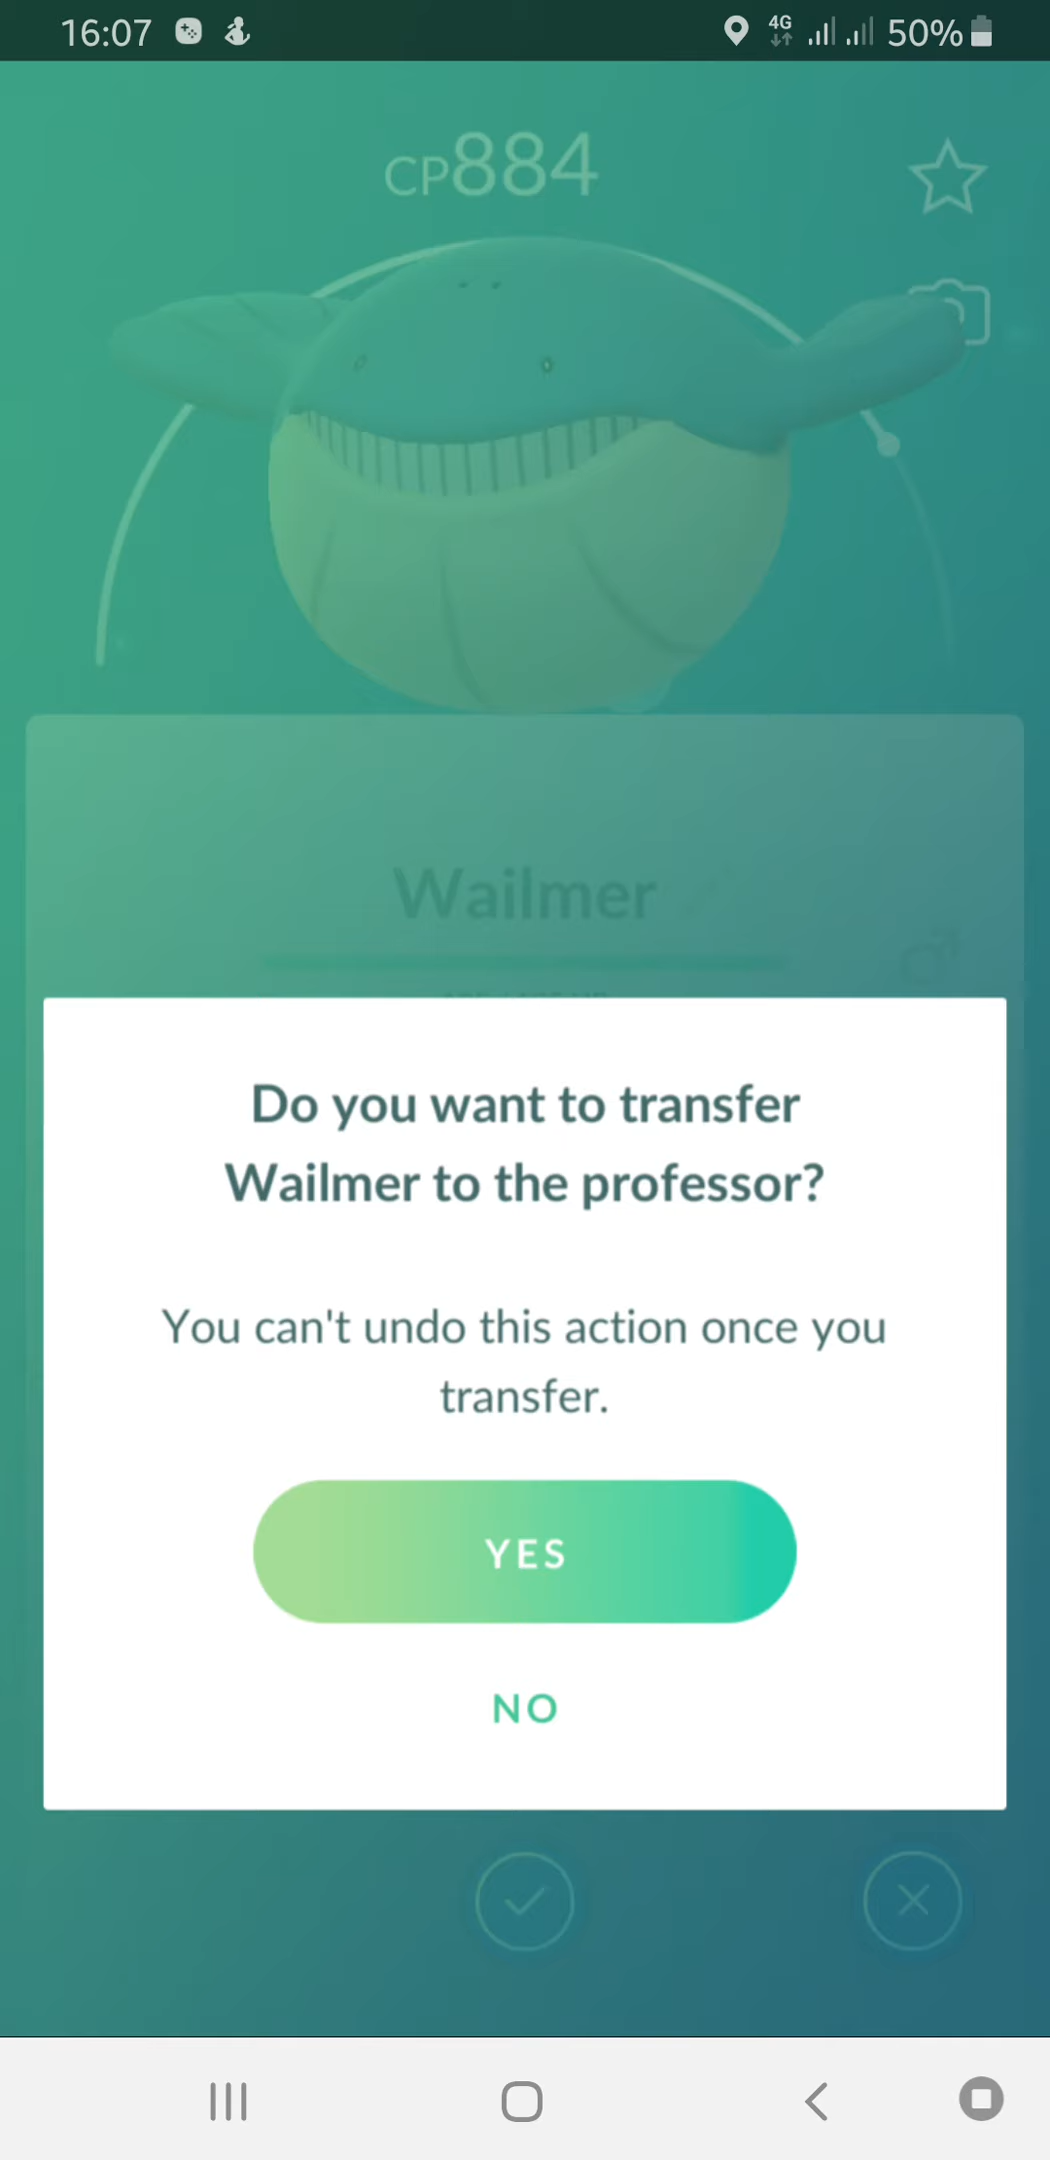 16:07
4G
50%
CP884
Wailmer
Do you want to transfer
Wailmer to the professor?
You can't undo this action once you
transfer.
YES
NO